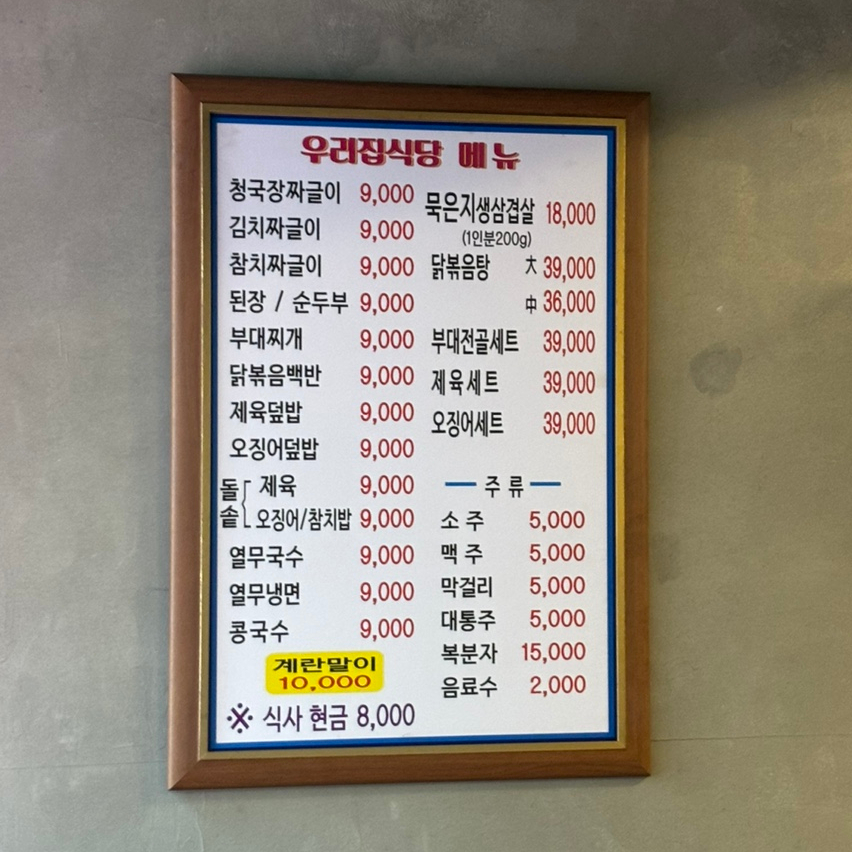 우리집식당 메뉴
청국장짜글이 9,000
김치짜글이 9,000
참치짜글이 9,000
된장 / 순두부 9,000
부대찌개 9,000
닭볶음백반 9,000
제육덮밥 9,000
오징어덮밥 9,000
돌솥
제육 9,000
오징어/참치밥 9,000
열무국수 9,000
열무냉면 9,000
콩국수 9,000
계란말이
10,000
※ 식사 현금 8,000
묵은지생삼겹살 18,000
(1인분200g)
닭볶음탕 大 39,000
中 36,000
부대전골세트 39,000
제육세트 39,000
오징어세트 39,000
주 류
소 주 5,000
맥 주 5,000
막걸리 5,000
대통주 5,000
복분자 15,000
음료수 2,000